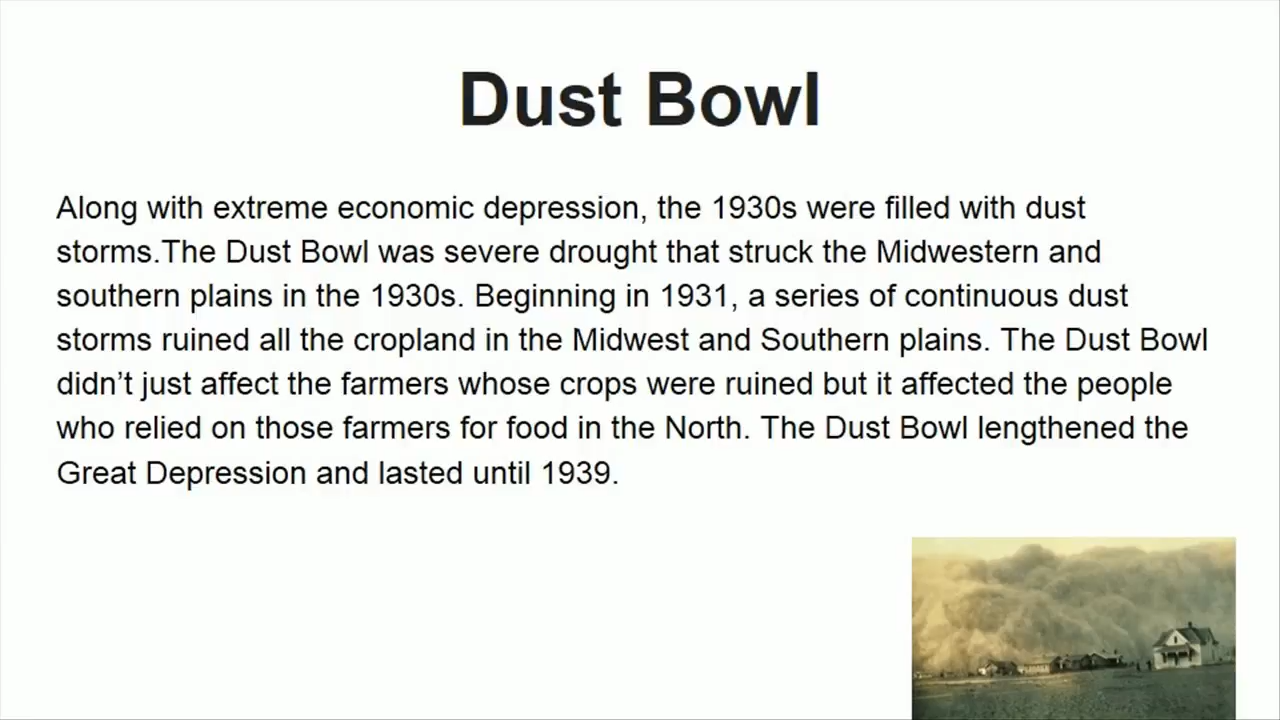 Dust Bowl
Along with extreme economic depression, the 1930s were filled with dust
storms.The Dust Bowl was severe drought that struck the Midwestern and
southern plains in the 1930s. Beginning in 1931, a series of continuous dust
storms ruined all the cropland in the Midwest and Southern plains. The Dust Bowl
didn’t just affect the farmers whose crops were ruined but it affected the people
who relied on those farmers for food in the North. The Dust Bowl lengthened the
Great Depression and lasted until 1939.